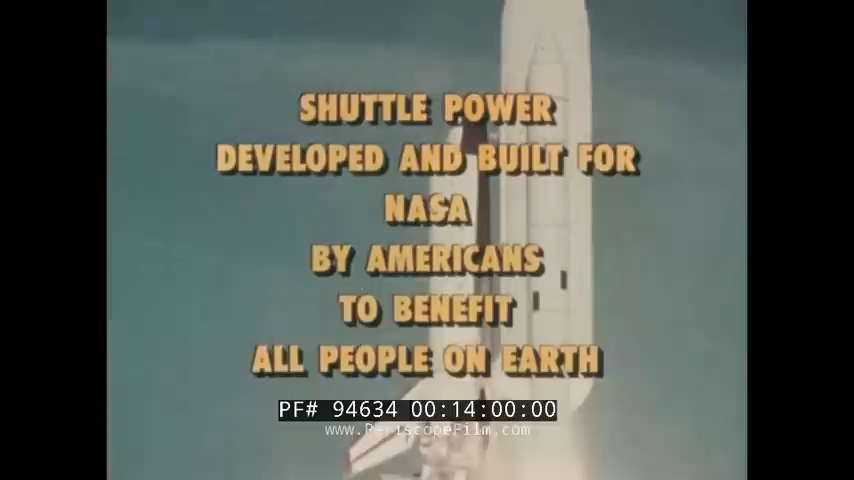 SHUTTLE POWER
DEVELOPED AND BUILT FOR
NASA
BY AMERICANS
TO BENEFIT
ALL PEOPLE ON EARTH
PF# 94634 00:14:00:00
www.PeriscopeFilm.com